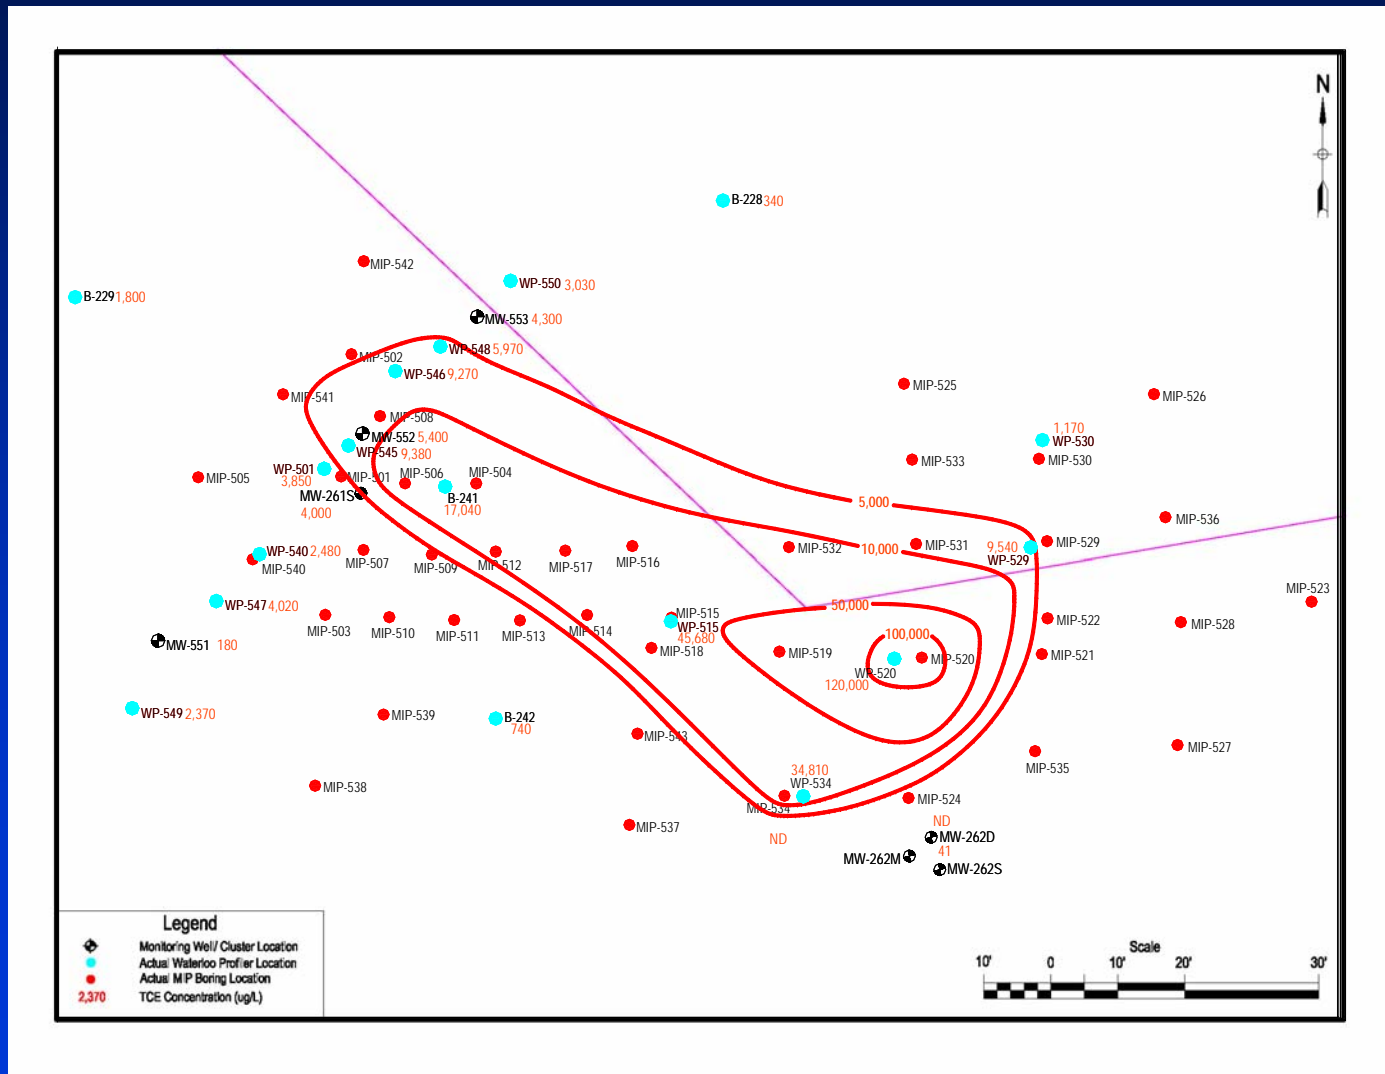 N
B-228 340
MIP-542
WP-550 3,030
B-229 1,800
MW-553 4,300
WP-548 5,970
MIP-502
WP-546 9,270
MIP-525
MIP-541
MIP-526
MIP-508
1,170
MW-552 5,400
WP-530
WP-545 9,380
MIP-533
MIP-530
WP-501
MIP-505
3,850
MIP-501
MIP-506
MIP-504
MW-261S
B-241
4,000
17,040
5,000
MIP-536
WP-540 2,480
MIP-540
MIP-507
MIP-509
MIP-512
MIP-517
MIP-516
MIP-532
10,000
MIP-531
9,540
WP-529
MIP-529
MIP-523
WP-547 4,020
50,000
MIP-503
MIP-510
MIP-511
MIP-513
MIP-514
MIP-515
WP-515
45,680
MIP-522
MIP-528
100,000
MW-551 180
MIP-518
MIP-519
MIP-520
WP-520
120,000
MIP-521
WP-549 2,370
MIP-539
B-242
740
MIP-543
MIP-527
MIP-535
34,810
WP-534
MIP-538
MIP-534
MIP-524
MIP-537
ND
ND
MW-262D
41
MW-262M
MW-262S
Legend
Monitoring Well/ Cluster Location
Actual Waterloo Profiler Location
Actual MIP Boring Location
2,370 TCE Concentration (ug/L)
Scale
10' 0 10' 20' 30'